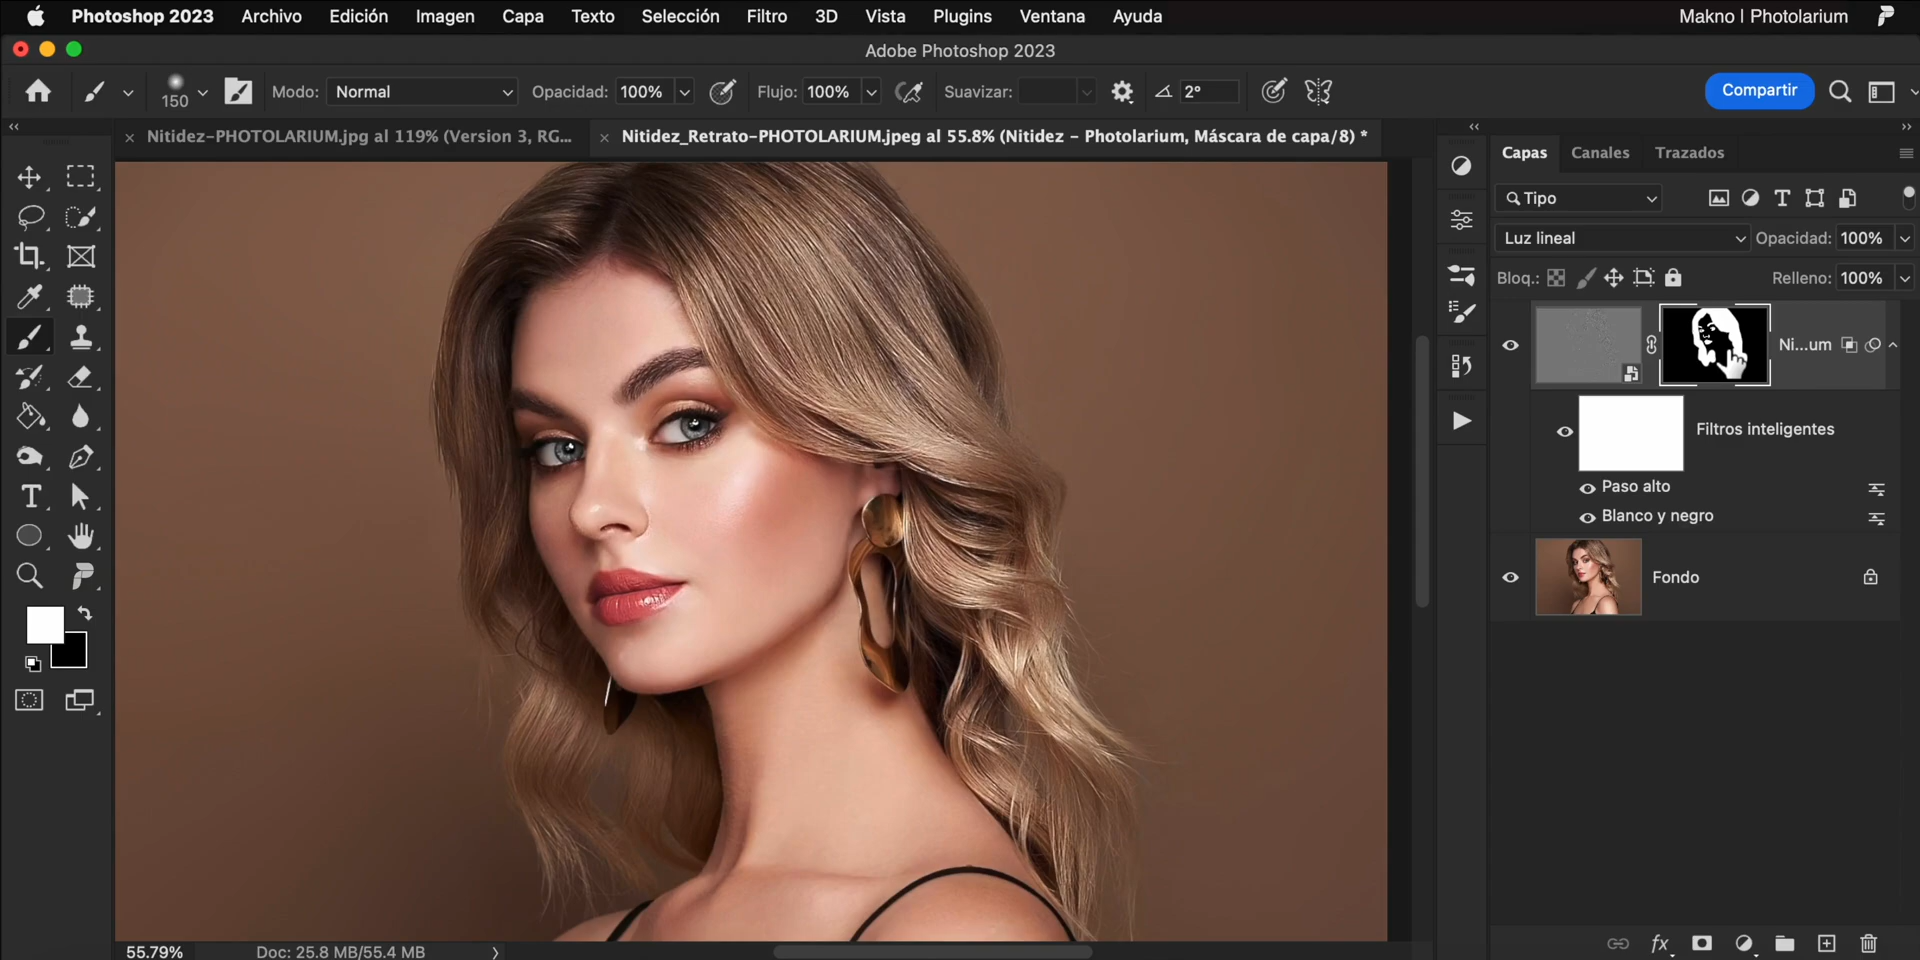 Photoshop 2023 Archivo Edición Imagen Capa Texto Selección Filtro 3D Vista Plugins Ventana Ayuda Makno | Photolarium
Adobe Photoshop 2023
150 Modo: Normal Opacidad: 100% Flujo: 100% Suavizar: 2° Compartir
Nitidez-PHOTOLARIUM.jpg al 119% (Version 3, RG... Nitidez_Retrato-PHOTOLARIUM.jpeg al 55.8% (Nitidez - Photolarium, Máscara de capa/8) *
Capas Canales Trazados
Tipo
Luz lineal Opacidad: 100%
Bloq.: Relleno: 100%
Ni...um
Filtros inteligentes
Paso alto
Blanco y negro
Fondo
fx
55.79% Doc: 25.8 MB/55.4 MB